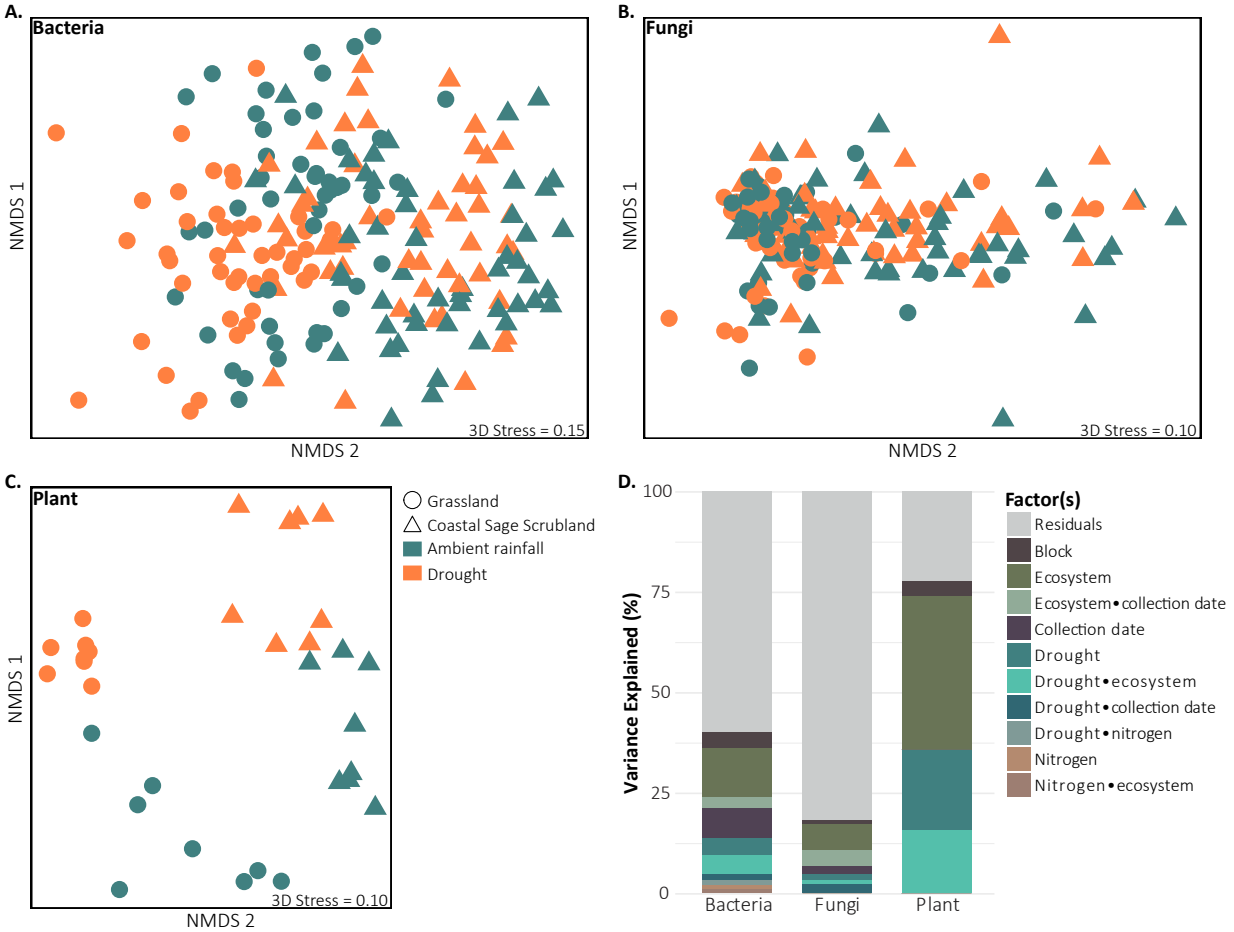 A.
Bacteria
NMDS 1
3D Stress = 0.15
NMDS 2
B.
Fungi
NMDS 1
3D Stress = 0.10
NMDS 2
C.
Plant
NMDS 1
3D Stress = 0.10
NMDS 2
Grassland
Coastal Sage Scrubland
Ambient rainfall
Drought
D.
Variance Explained (%)
100
75
50
25
0
Bacteria
Fungi
Plant
Factor(s)
Residuals
Block
Ecosystem
Ecosystem•collection date
Collection date
Drought
Drought•ecosystem
Drought•collection date
Drought•nitrogen
Nitrogen
Nitrogen•ecosystem